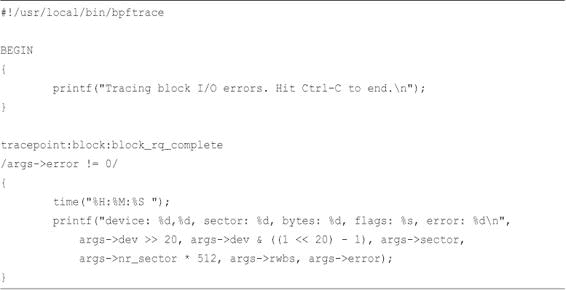 #!/usr/local/bin/bpftrace

BEGIN
{
        printf("Tracing block I/O errors. Hit Ctrl-C to end.\n");
}

tracepoint:block:block_rq_complete
/args->error != 0/
{
        time("%H:%M:%S ");
        printf("device: %d,%d, sector: %d, bytes: %d, flags: %s, error: %d\n",
            args->dev >> 20, args->dev & ((1 << 20) - 1), args->sector,
            args->nr_sector * 512, args->rwbs, args->error);
}